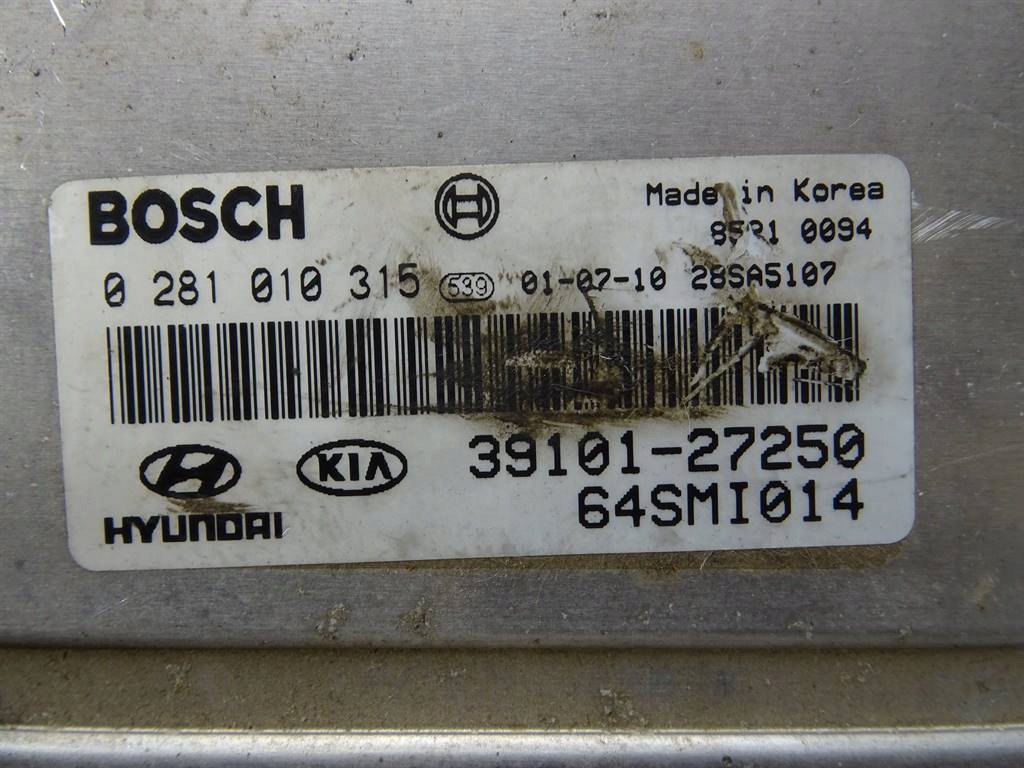 BOSCH
Made in Korea
0094
0 281 010 315 539 01-07-10 28SA5107
HYUNDAI KIA 39101-27250
64SMI014